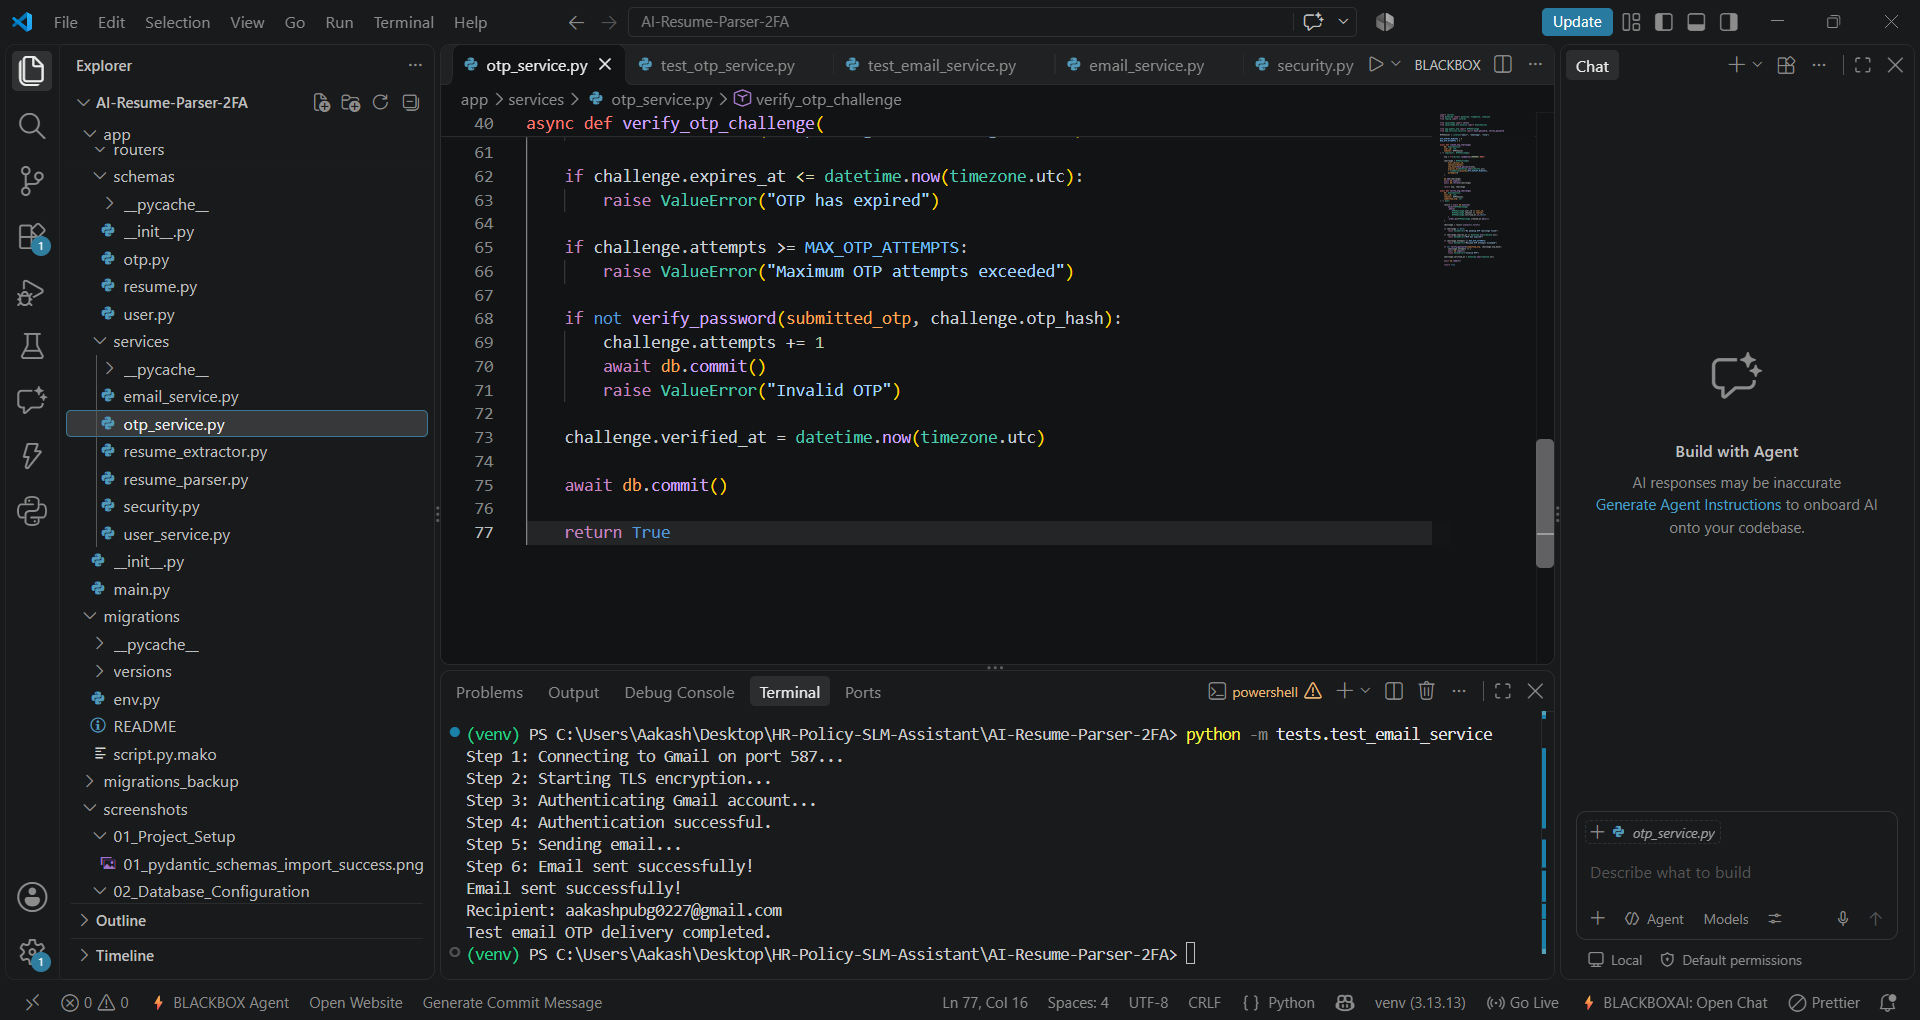 File Edit Selection View Go Run Terminal Help
AI-Resume-Parser-2FA
Update
Explorer
AI-Resume-Parser-2FA
app
routers
schemas
__pycache__
__init__.py
otp.py
resume.py
user.py
services
__pycache__
email_service.py
otp_service.py
resume_extractor.py
resume_parser.py
security.py
user_service.py
__init__.py
main.py
migrations
__pycache__
versions
env.py
README
script.py.mako
migrations_backup
screenshots
01_Project_Setup
01_pydantic_schemas_import_success.png
02_Database_Configuration
Outline
Timeline
1
1
otp_service.py test_otp_service.py test_email_service.py email_service.py security.py BLACKBOX
app > services > otp_service.py > verify_otp_challenge
40 async def verify_otp_challenge(
61
62 if challenge.expires_at <= datetime.now(timezone.utc):
63 raise ValueError("OTP has expired")
64
65 if challenge.attempts >= MAX_OTP_ATTEMPTS:
66 raise ValueError("Maximum OTP attempts exceeded")
67
68 if not verify_password(submitted_otp, challenge.otp_hash):
69 challenge.attempts += 1
70 await db.commit()
71 raise ValueError("Invalid OTP")
72
73 challenge.verified_at = datetime.now(timezone.utc)
74
75 await db.commit()
76
77 return True
Problems Output Debug Console Terminal Ports
powershell
(venv) PS C:\Users\Aakash\Desktop\HR-Policy-SLM-Assistant\AI-Resume-Parser-2FA> python -m tests.test_email_service
Step 1: Connecting to Gmail on port 587...
Step 2: Starting TLS encryption...
Step 3: Authenticating Gmail account...
Step 4: Authentication successful.
Step 5: Sending email...
Step 6: Email sent successfully!
Email sent successfully!
Recipient: aakashpubg0227@gmail.com
Test email OTP delivery completed.
(venv) PS C:\Users\Aakash\Desktop\HR-Policy-SLM-Assistant\AI-Resume-Parser-2FA>
Chat
Build with Agent
AI responses may be inaccurate
Generate Agent Instructions to onboard AI
onto your codebase.
otp_service.py
Describe what to build
Agent Models
Local Default permissions
0 0 BLACKBOX Agent Open Website Generate Commit Message
Ln 77, Col 16 Spaces: 4 UTF-8 CRLF { } Python venv (3.13.13) Go Live BLACKBOXAI: Open Chat Prettier